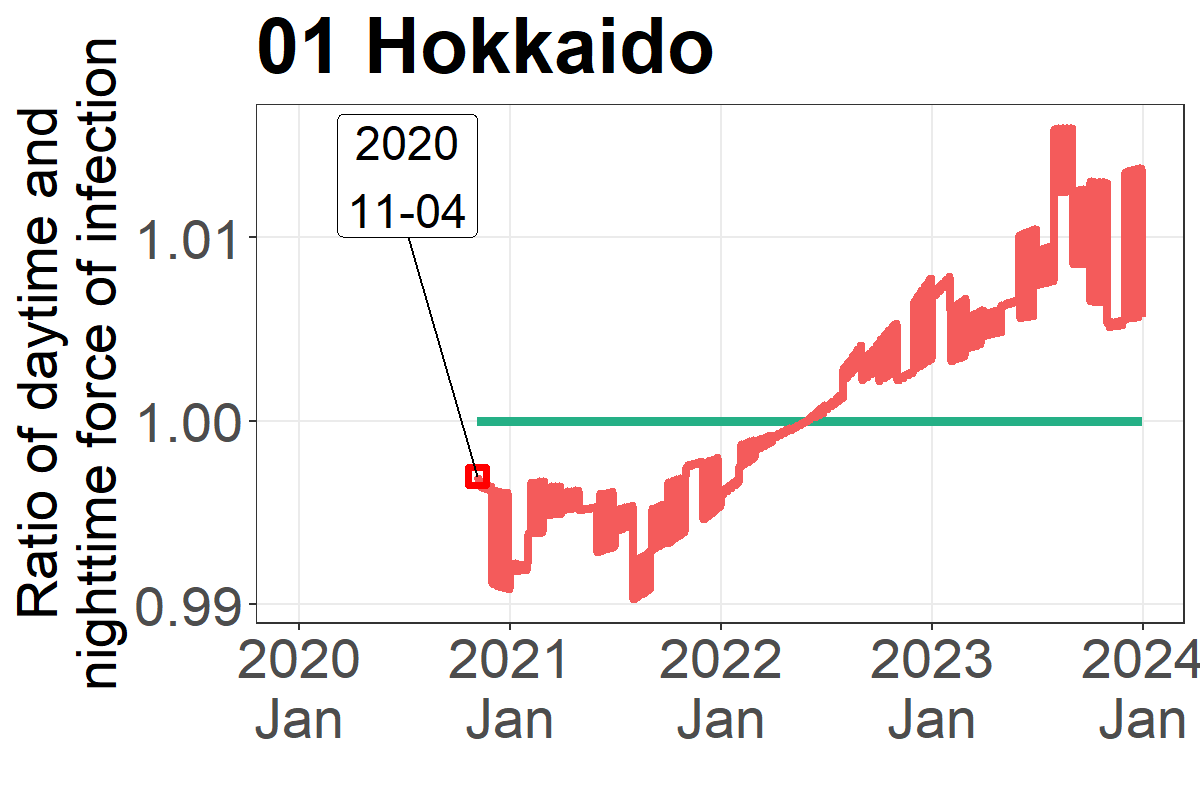 01 Hokkaido
Ratio of daytime and
nighttime force of infection
2020
11-04
1.01
1.00
0.99
2020
Jan
2021
Jan
2022
Jan
2023
Jan
2024
Jan